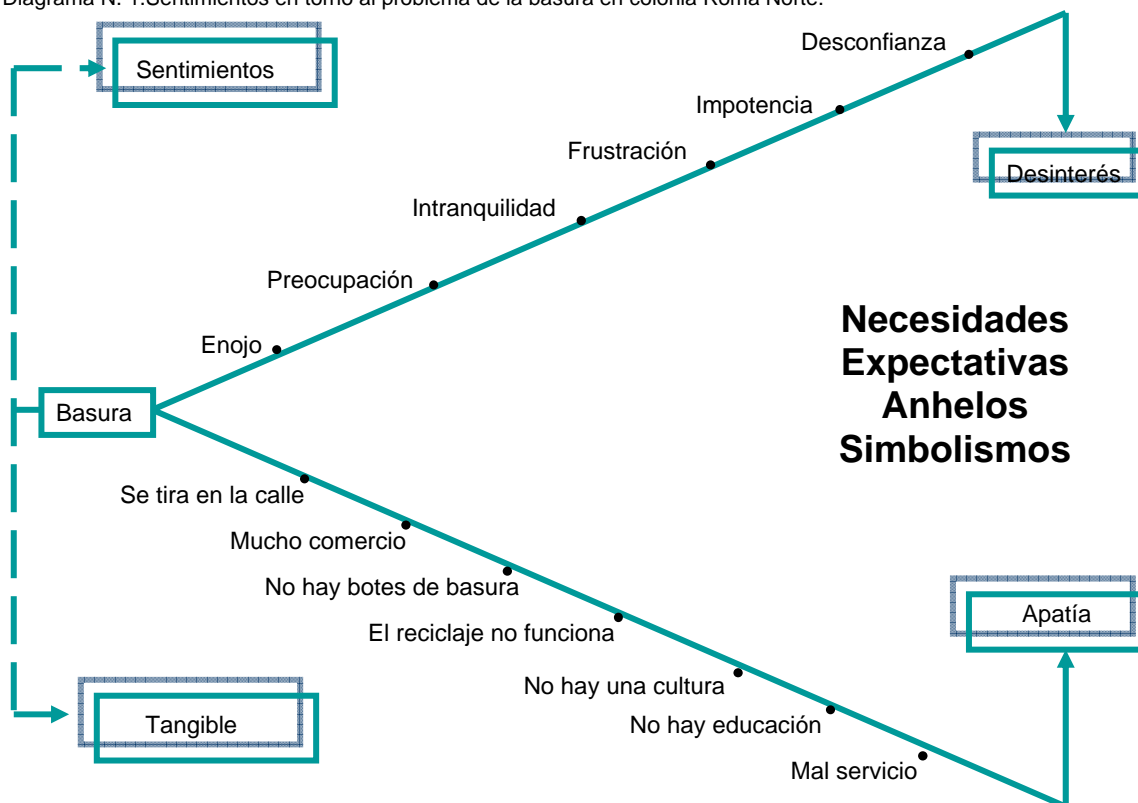 Diagrama N. 1.Sentimientos en torno al problema de la basura en colonia Roma Norte.
Sentimientos
Desconfianza
Impotencia
Frustración
Desinterés
Intranquilidad
Preocupación
Enojo
Necesidades
Expectativas
Anhelos
Simbolismos
Basura
Se tira en la calle
Mucho comercio
No hay botes de basura
El reciclaje no funciona
Apatía
No hay una cultura
No hay educación
Tangible
Mal servicio